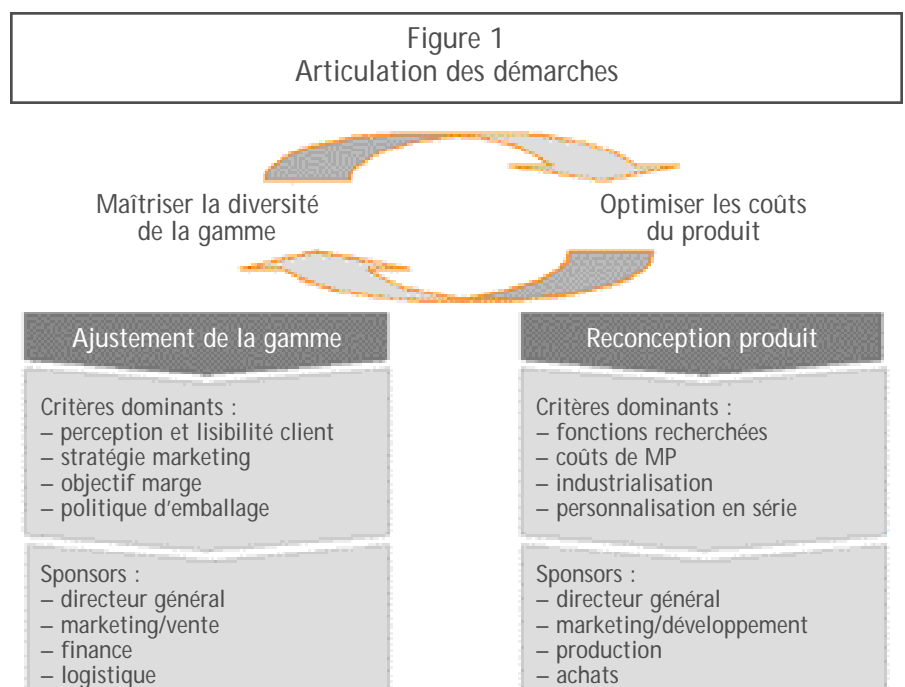 Figure 1
Articulation des démarches
Maîtriser la diversité
de la gamme
Optimiser les coûts
du produit
Ajustement de la gamme
Critères dominants :
– perception et lisibilité client
– stratégie marketing
– objectif marge
– politique d'emballage
Sponsors :
– directeur général
– marketing/vente
– finance
– logistique
Reconception produit
Critères dominants :
– fonctions recherchées
– coûts de MP
– industrialisation
– personnalisation en série
Sponsors :
– directeur général
– marketing/développement
– production
– achats